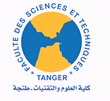 FACULTE DES SCIENCES ET TECHNIQUES
TANGER
كلية العلوم والتقنيات - طنجة